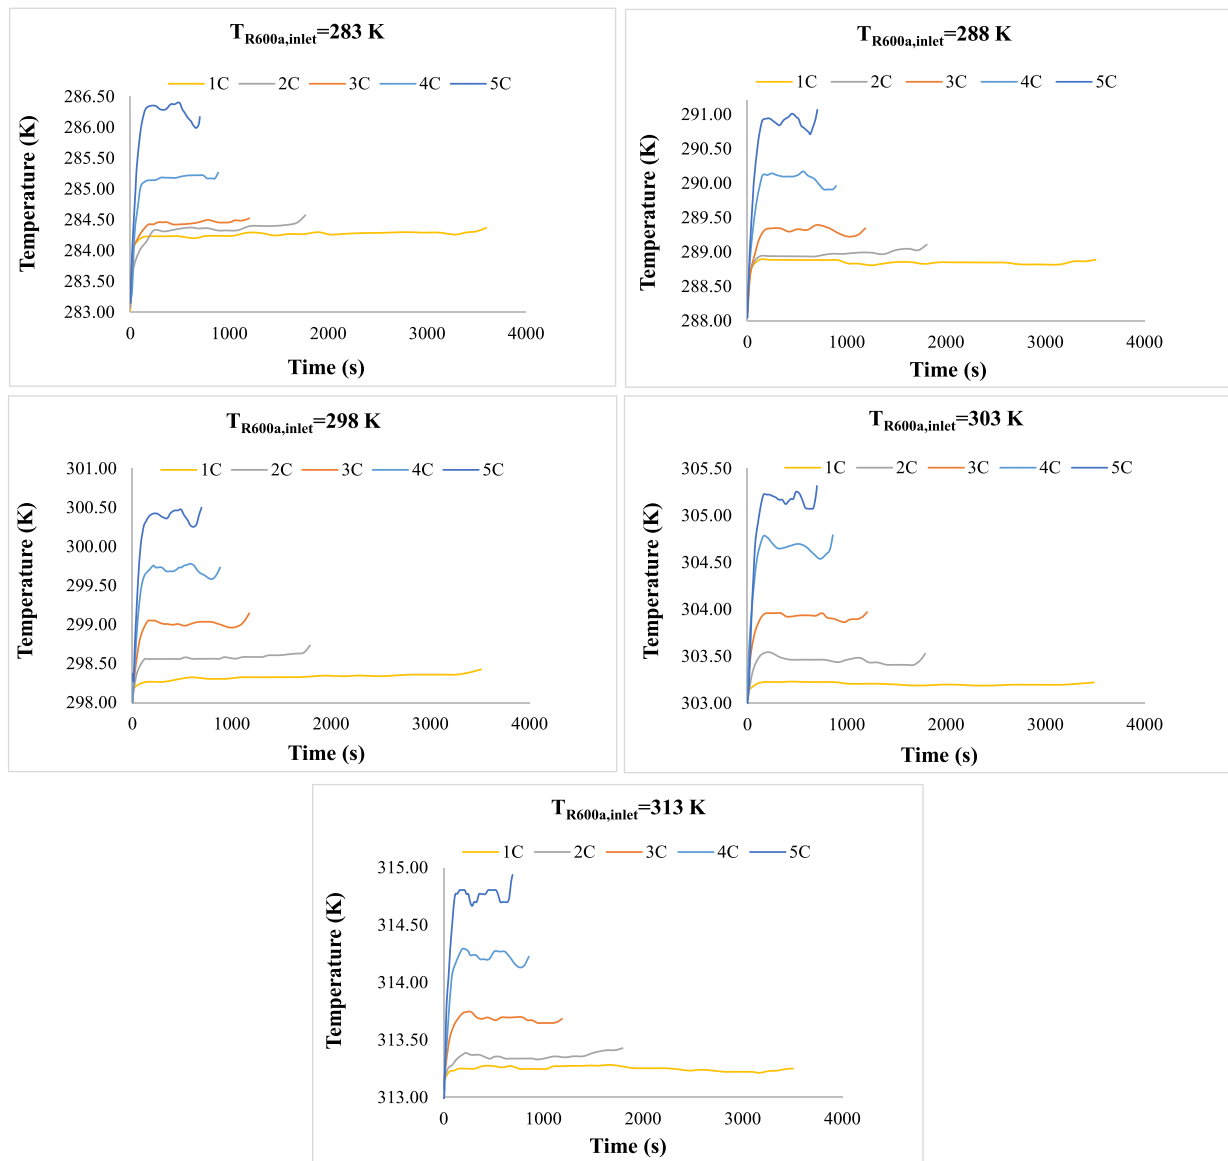 T_R600a,inlet=283 K
1C 2C 3C 4C 5C
Temperature (K)
286.50
286.00
285.50
285.00
284.50
284.00
283.50
283.00
0 1000 2000 3000 4000
Time (s)
T_R600a,inlet=288 K
1C 2C 3C 4C 5C
Temperature (K)
291.00
290.50
290.00
289.50
289.00
288.50
288.00
0 1000 2000 3000 4000
Time (s)
T_R600a,inlet=298 K
1C 2C 3C 4C 5C
Temperature (K)
301.00
300.50
300.00
299.50
299.00
298.50
298.00
0 1000 2000 3000 4000
Time (s)
T_R600a,inlet=303 K
1C 2C 3C 4C 5C
Temperature (K)
305.50
305.00
304.50
304.00
303.50
303.00
0 1000 2000 3000 4000
Time (s)
T_R600a,inlet=313 K
1C 2C 3C 4C 5C
Temperature (K)
315.00
314.50
314.00
313.50
313.00
0 1000 2000 3000 4000
Time (s)